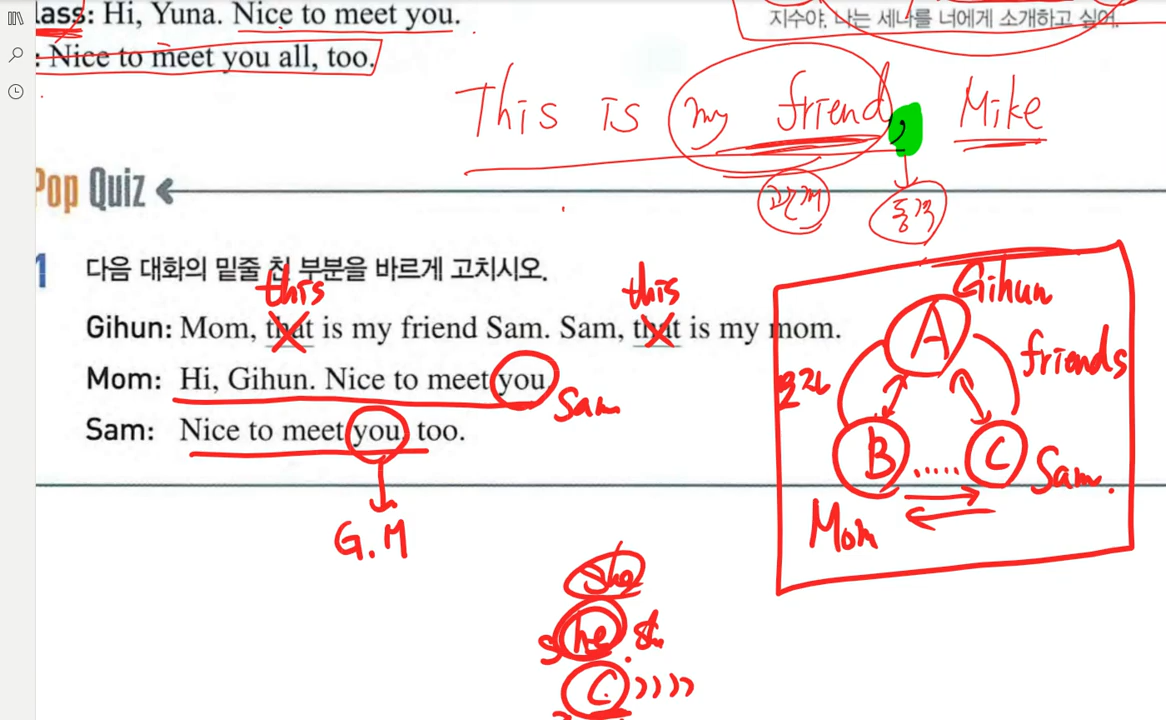 lass: Hi, Yuna. Nice to meet you.
: Nice to meet you all, too.
지수야, 나는 세나를 너에게 소개하고 싶어.
This is my friend, Mike
관계
동격
Pop Quiz
1 다음 대화의 밑줄 친 부분을 바르게 고치시오.
this this
Gihun: Mom, that is my friend Sam. Sam, that is my mom.
Mom: Hi, Gihun. Nice to meet you.
Sam
Sam: Nice to meet you, too.
G.M
Gihun
A
friends
B C
Sam.
Mom
she
she. sh
C